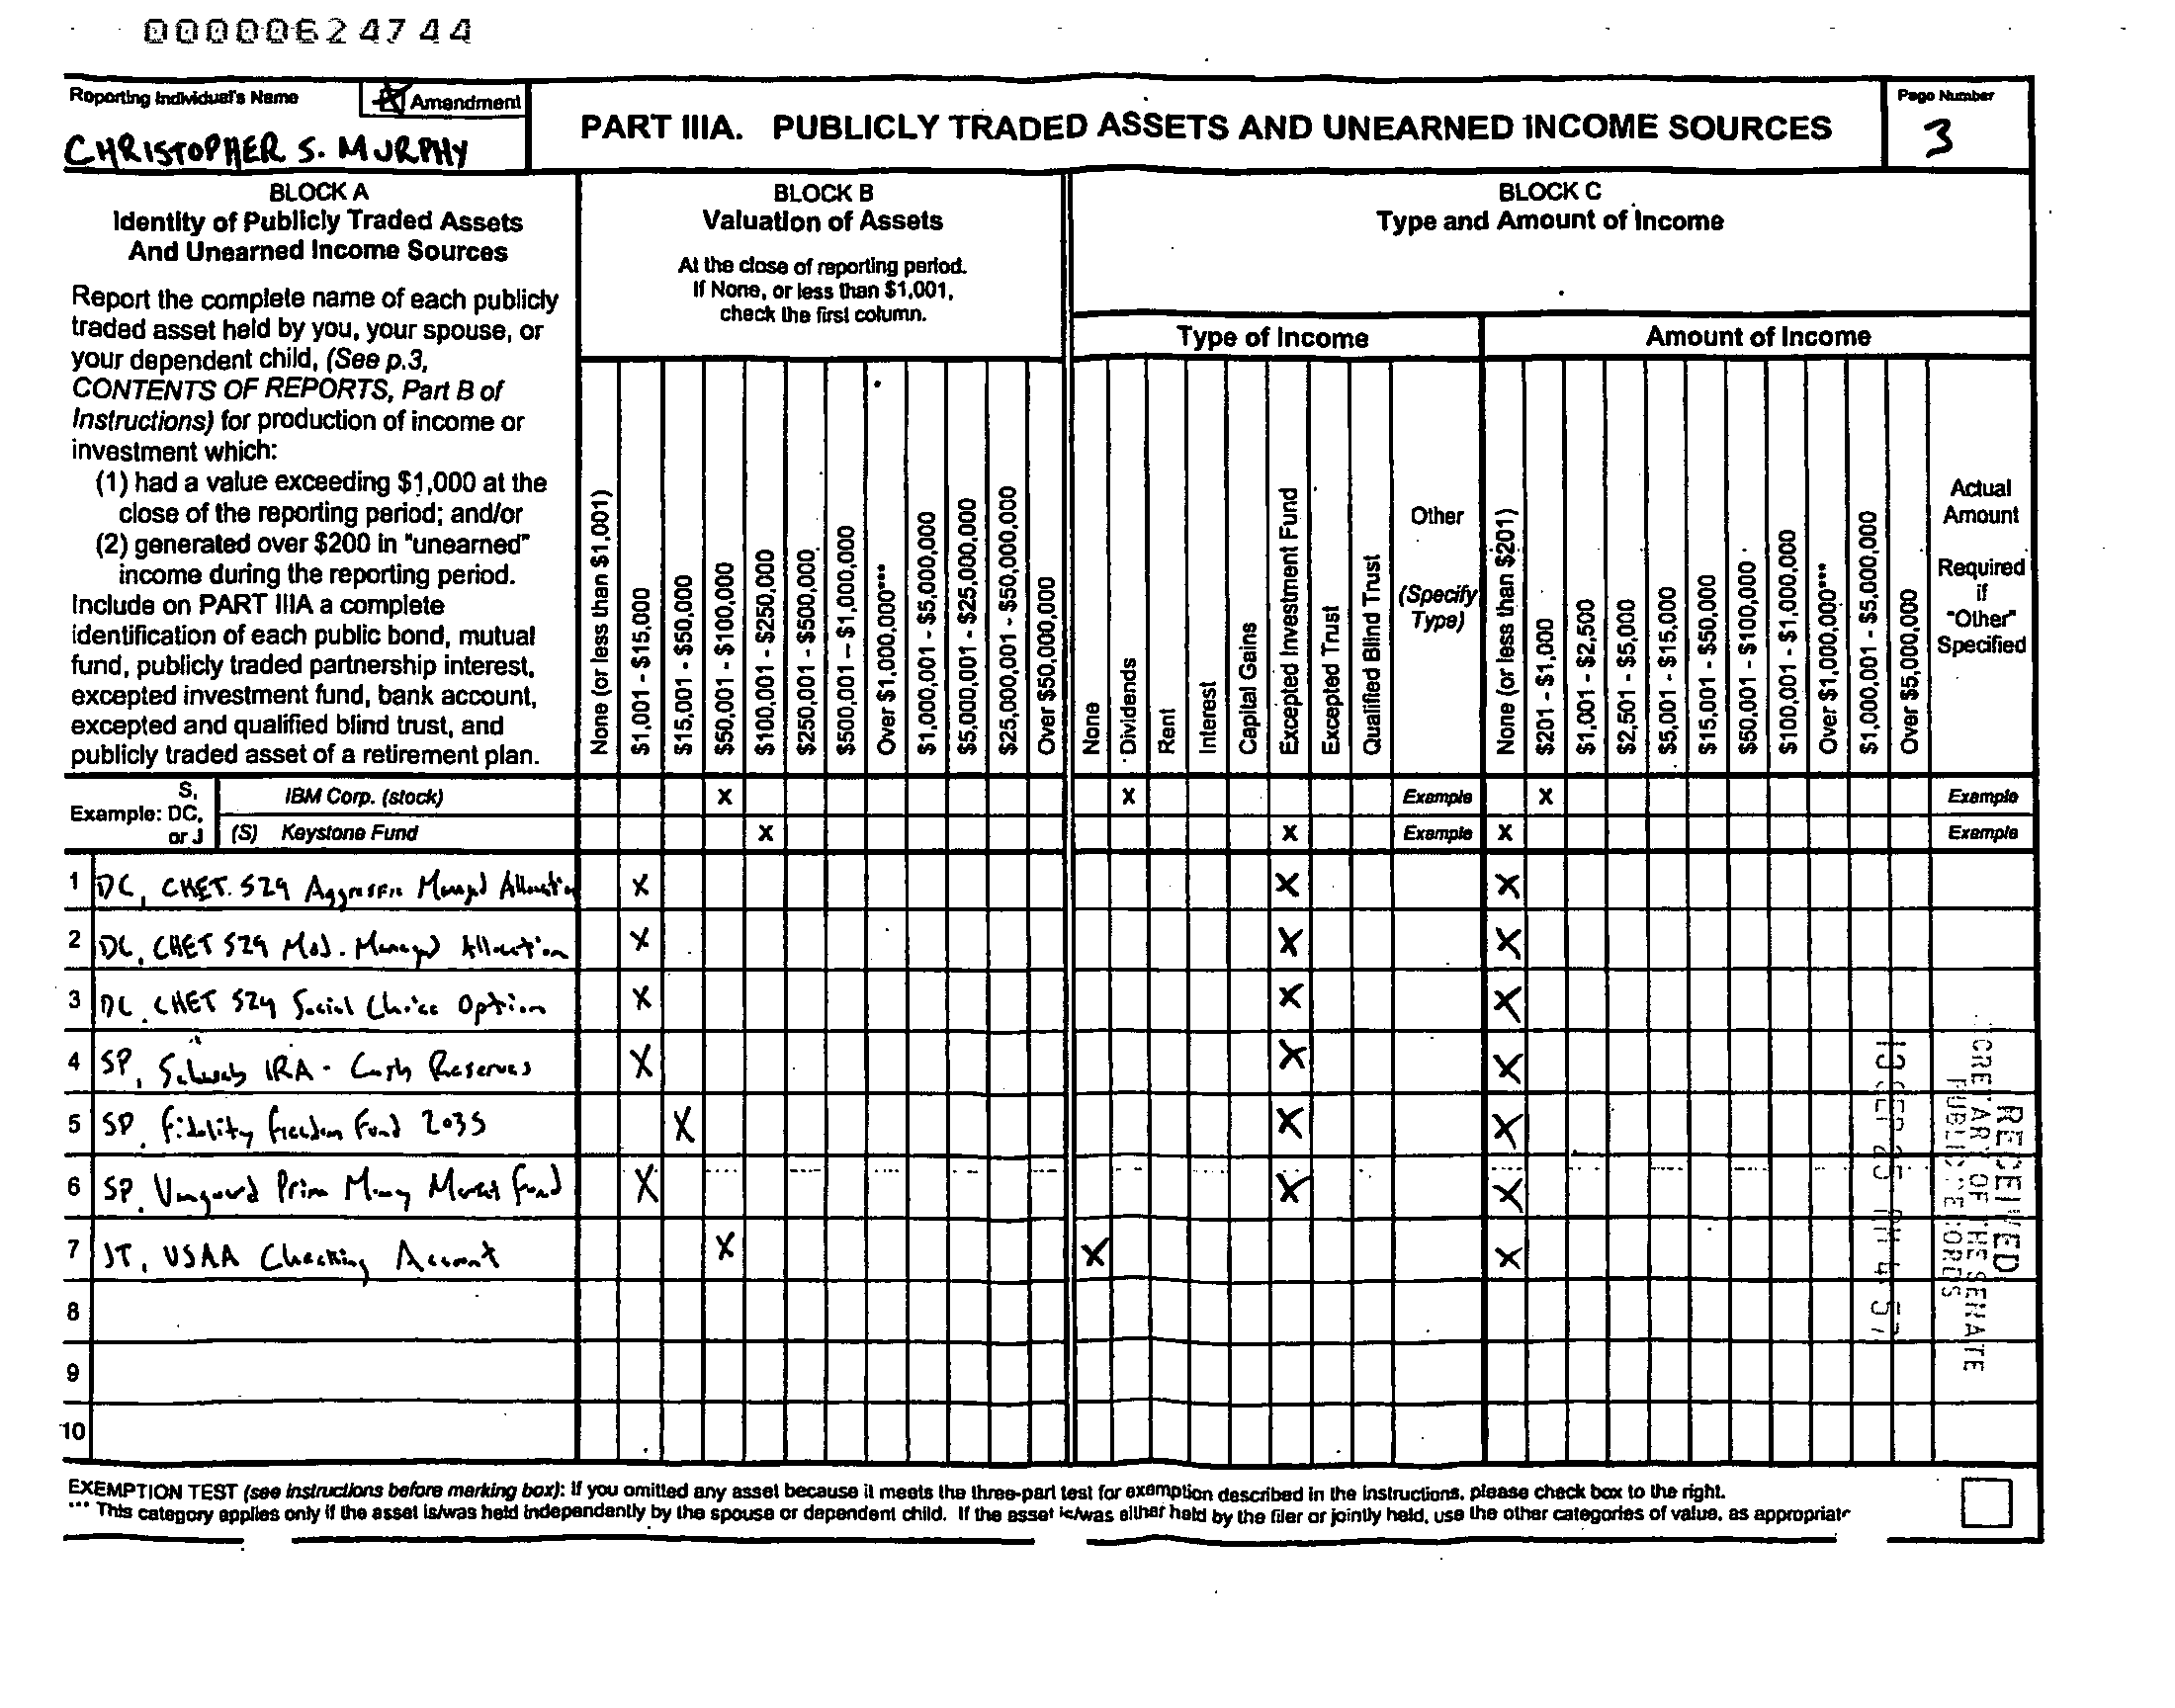 00000624744
Reporting Individual's Name
Amendment
CHRISTOPHER S. MURPHY
PART IIIA. PUBLICLY TRADED ASSETS AND UNEARNED INCOME SOURCES
Page Number
3
BLOCK A
Identity of Publicly Traded Assets
And Unearned Income Sources
Report the complete name of each publicly
traded asset held by you, your spouse, or
your dependent child, (See p.3,
CONTENTS OF REPORTS, Part B of
Instructions) for production of income or
investment which:
(1) had a value exceeding $1,000 at the
close of the reporting period; and/or
(2) generated over $200 in "unearned"
income during the reporting period.
Include on PART IIIA a complete
identification of each public bond, mutual
fund, publicly traded partnership interest,
excepted investment fund, bank account,
excepted and qualified blind trust, and
publicly traded asset of a retirement plan.
BLOCK B
Valuation of Assets
At the close of reporting period.
If None, or less than $1,001,
check the first column.
None (or less than $1,001)
$1,001 - $15,000
$15,001 - $50,000
$50,001 - $100,000
$100,001 - $250,000
$250,001 - $500,000
$500,001 - $1,000,000
Over $1,000,000***
$1,000,001 - $5,000,000
$5,000,001 - $25,000,000
$25,000,001 - $50,000,000
Over $50,000,000
BLOCK C
Type and Amount of Income
Type of Income
None
Dividends
Rent
Interest
Capital Gains
Excepted Investment Fund
Excepted Trust
Qualified Blind Trust
Other
(Specify
Type)
Amount of Income
None (or less than $201)
$201 - $1,000
$1,001 - $2,500
$2,501 - $5,000
$5,001 - $15,000
$15,001 - $50,000
$50,001 - $100,000
$100,001 - $1,000,000
Over $1,000,000***
$1,000,001 - $5,000,000
Over $5,000,000
Actual
Amount
Required
if
"Other"
Specified
Example: DC,
S,
or J
IBM Corp. (stock) X X Example X Example
(S) Keystone Fund X X Example X Example
1 DC, CHET 529 Aggressive Managed Allocation X X X
2 DC, CHET 529 Mod. Managed Allocation X X X
3 DC, CHET 529 Social Choice Option X X X
4 SP, Schwab IRA - Cash Reserves X X X
5 SP, Fidelity Freedom Fund 2035 X X X
6 SP, Vanguard Prime Money Market Fund X X X
7 JT, USAA Checking Account X X X
8
9
10
RECEIVED
SECRETARY OF THE SENATE
PUBLIC RECORDS
EXEMPTION TEST (see instructions before marking box): If you omitted any asset because it meets the three-part test for exemption described in the instructions, please check box to the right.
*** This category applies only if the asset is/was held independently by the spouse or dependent child. If the asset is/was either held by the filer or jointly held, use the other categories of value, as appropriate